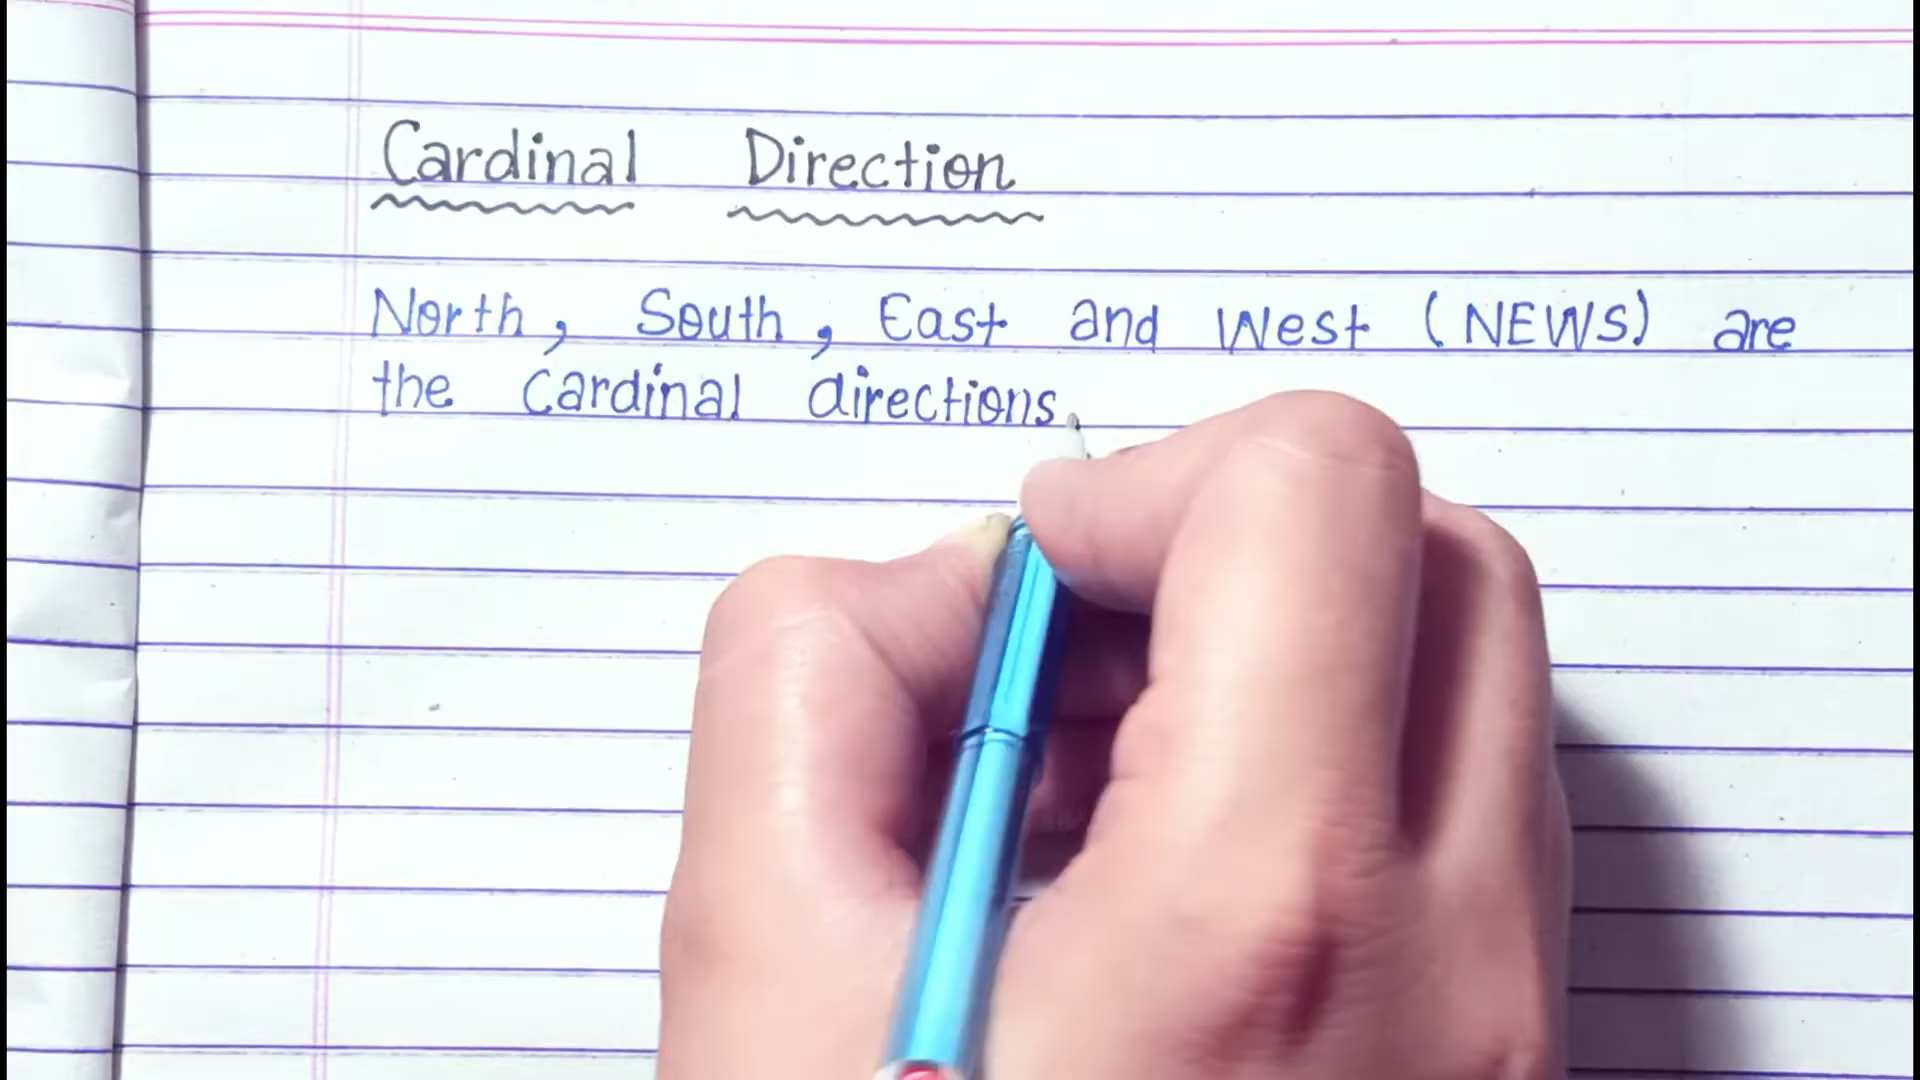 Cardinal Direction
North, South, East and West (NEWS) are
the cardinal directions.